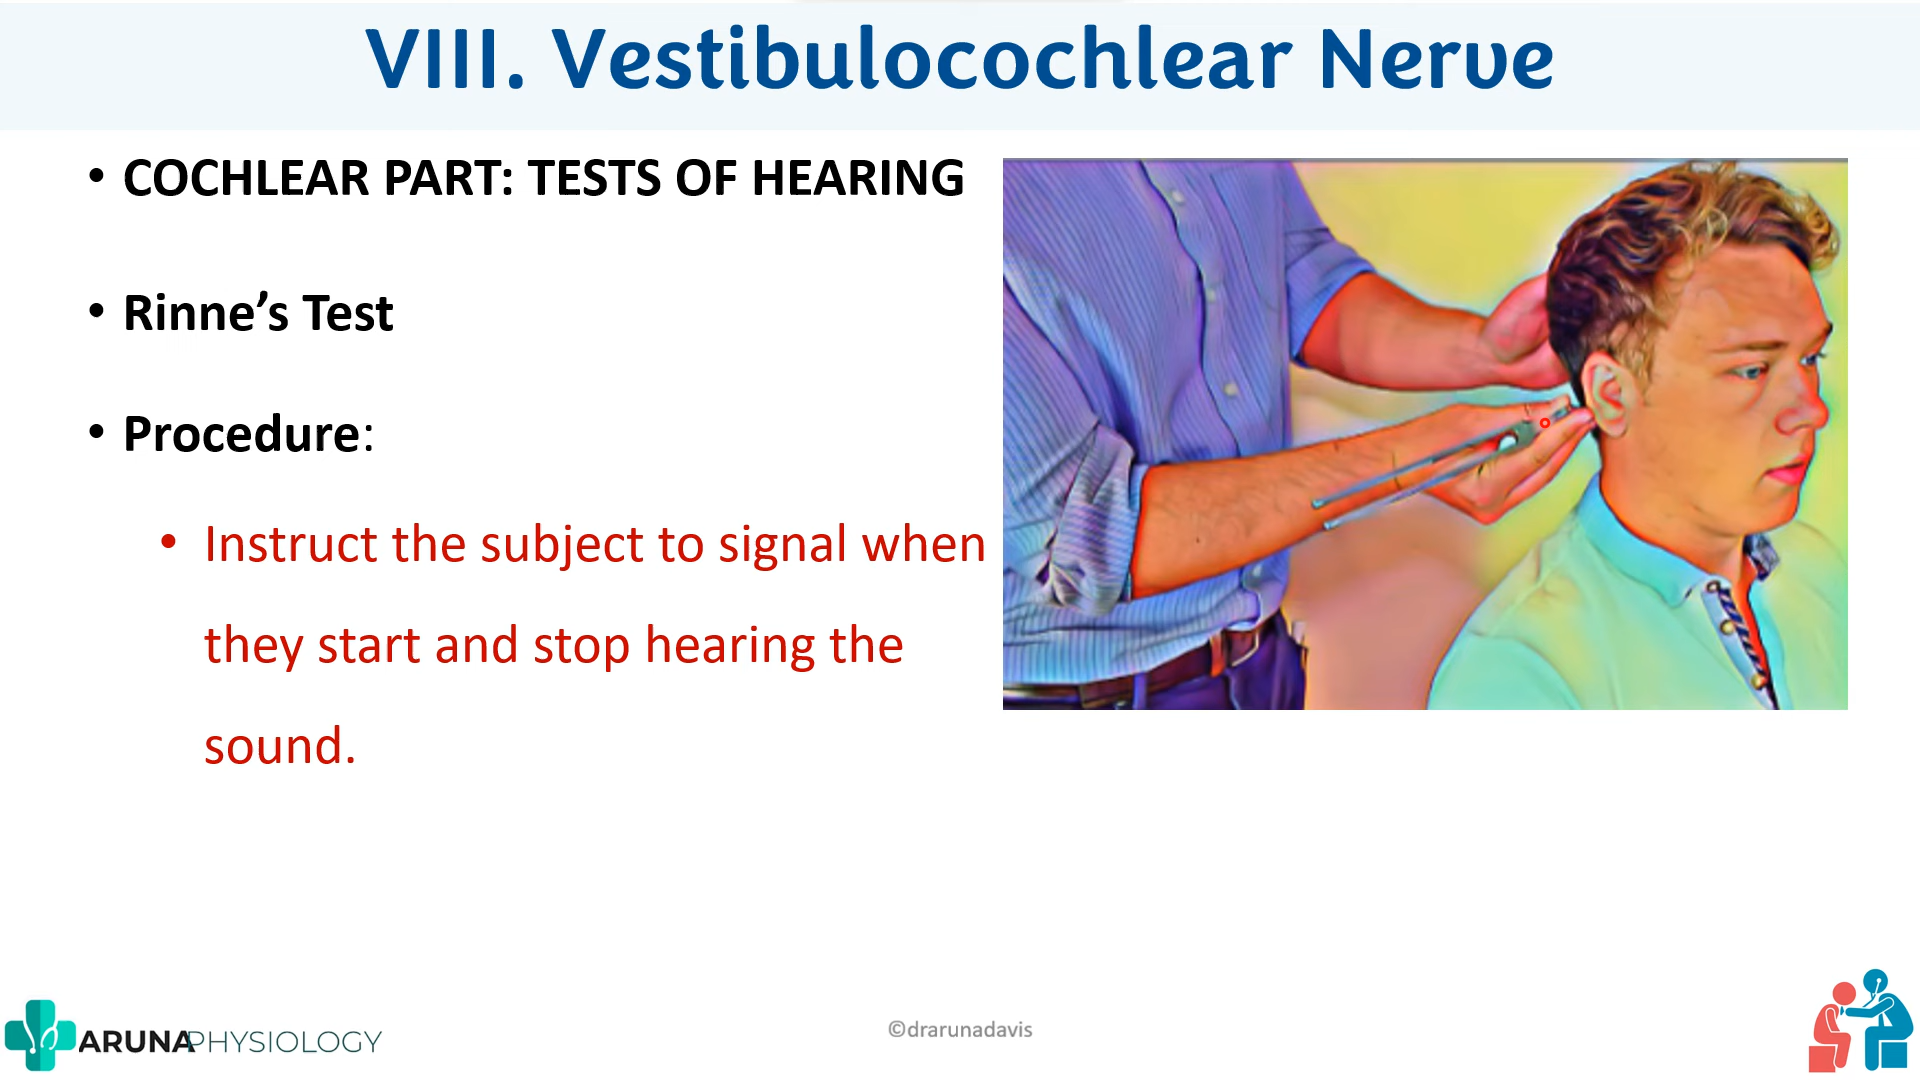 VIII. Vestibulocochlear Nerve
• COCHLEAR PART: TESTS OF HEARING
• Rinne’s Test
• Procedure:
• Instruct the subject to signal when
they start and stop hearing the
sound.
ARUNAPHYSIOLOGY
©drarunadavis